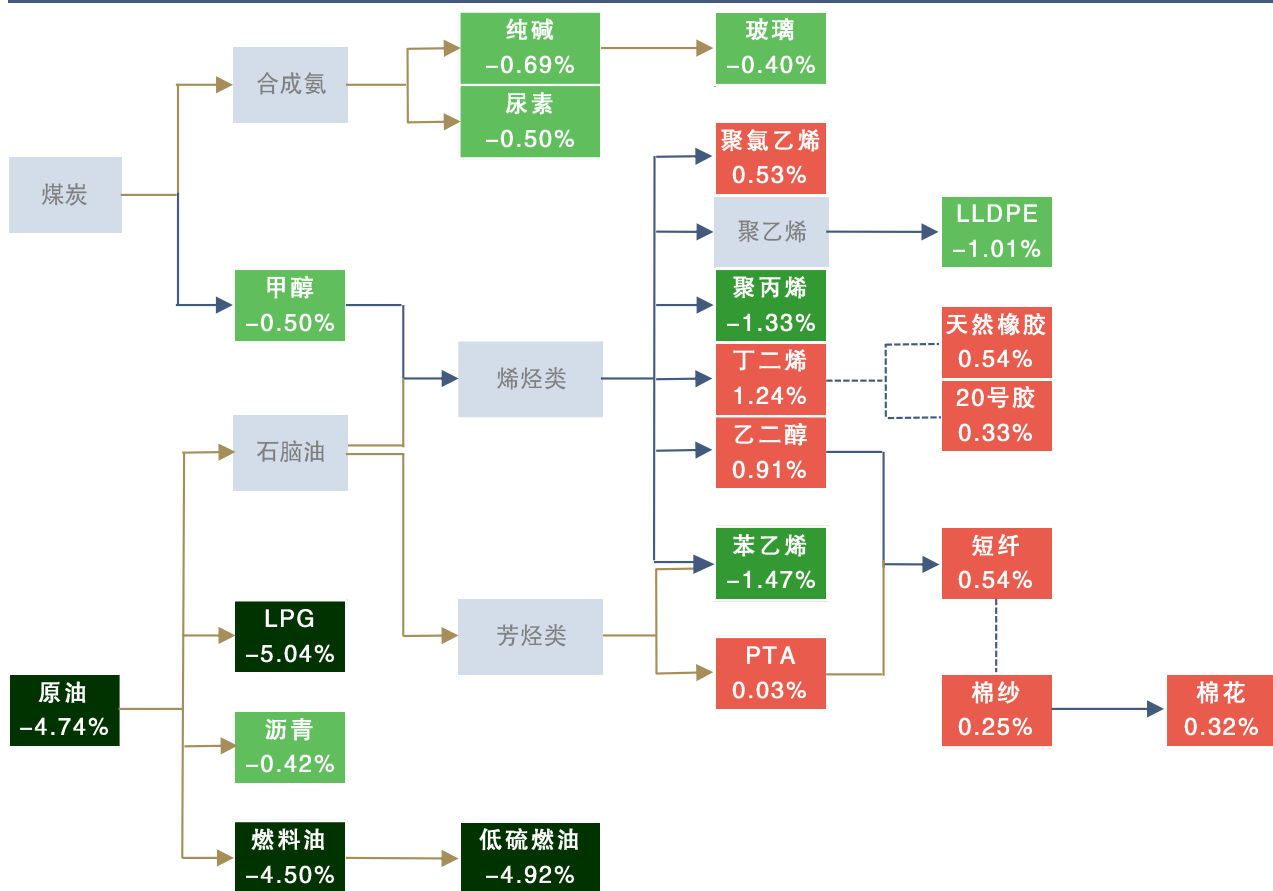 纯碱
-0.69%
玻璃
-0.40%
合成氨
尿素
-0.50%
聚氯乙烯
0.53%
煤炭
聚乙烯
LLDPE
-1.01%
甲醇
-0.50%
聚丙烯
-1.33%
天然橡胶
0.54%
烯烃类
丁二烯
1.24%
20号胶
0.33%
石脑油
乙二醇
0.91%
苯乙烯
-1.47%
短纤
0.54%
LPG
-5.04%
芳烃类
PTA
0.03%
原油
-4.74%
棉纱
0.25%
棉花
0.32%
沥青
-0.42%
燃料油
-4.50%
低硫燃油
-4.92%